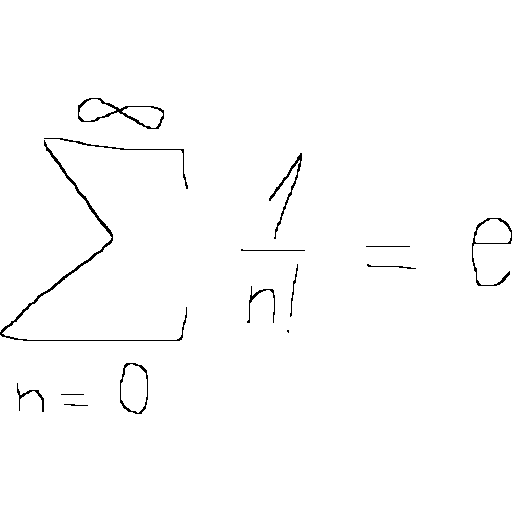 ∑_{n=0}^{∞} 1/n! = e